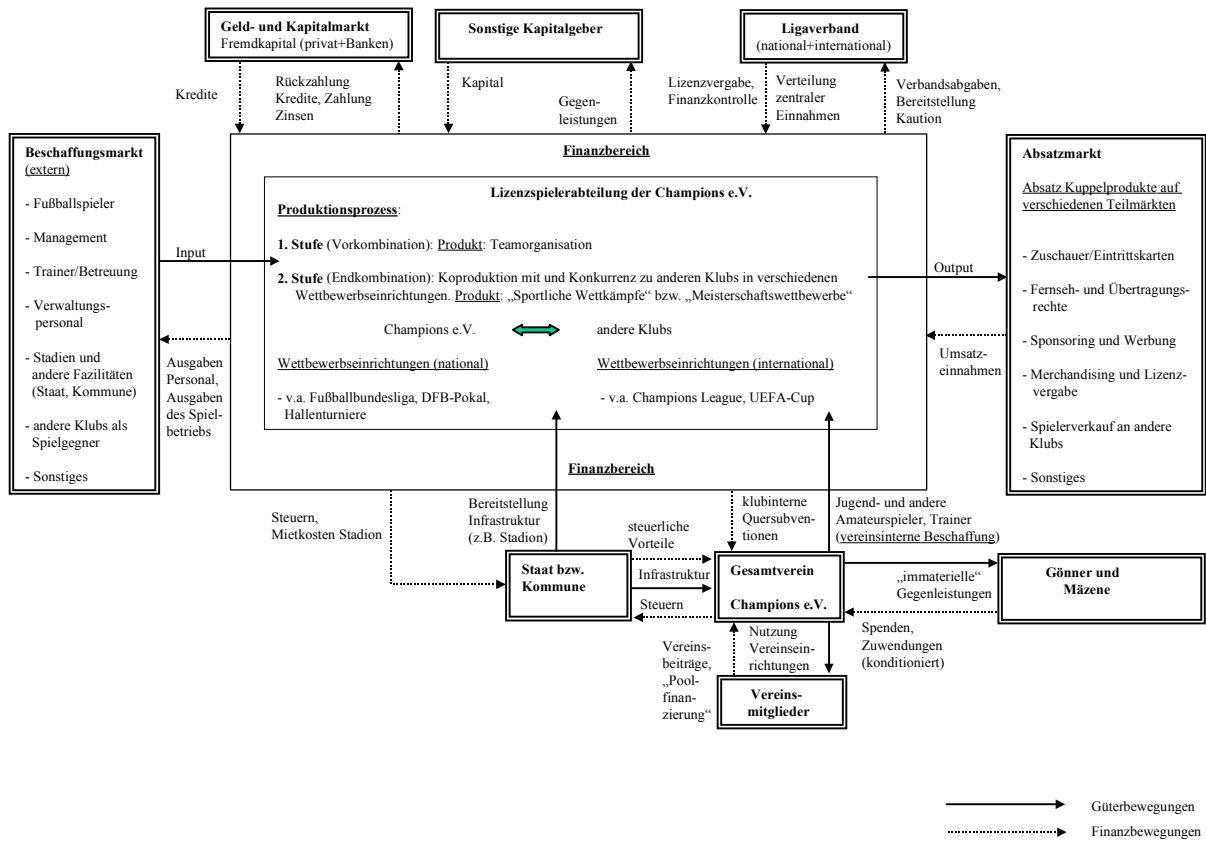 Geld- und Kapitalmarkt
Fremdkapital (privat+Banken)
Sonstige Kapitalgeber
Ligaverband
(national+international)
Kredite
Rückzahlung
Kredite, Zahlung
Zinsen
Kapital
Gegen-
leistungen
Lizenzvergabe,
Finanzkontrolle
Verteilung
zentraler
Einnahmen
Verbandsabgaben,
Bereitstellung
Kaution
Beschaffungsmarkt
(extern)
- Fußballspieler
- Management
- Trainer/Betreuung
- Verwaltungs-
personal
- Stadien und
andere Fazilitäten
(Staat, Kommune)
- andere Klubs als
Spielgegner
- Sonstiges
Input
Ausgaben
Personal,
Ausgaben
des Spiel-
betriebs
Finanzbereich
Lizenzspielerabteilung der Champions e.V.
Produktionsprozess:
1. Stufe (Vorkombination): Produkt: Teamorganisation
2. Stufe (Endkombination): Koproduktion mit und Konkurrenz zu anderen Klubs in verschiedenen
Wettbewerbseinrichtungen. Produkt: „Sportliche Wettkämpfe“ bzw. „Meisterschaftswettbewerbe“
Champions e.V.
andere Klubs
Wettbewerbseinrichtungen (national)
- v.a. Fußballbundesliga, DFB-Pokal,
Hallenturniere
Wettbewerbseinrichtungen (international)
- v.a. Champions League, UEFA-Cup
Finanzbereich
Output
Umsatz-
einnahmen
Absatzmarkt
Absatz Kuppelprodukte auf
verschiedenen Teilmärkten
- Zuschauer/Eintrittskarten
- Fernseh- und Übertragungs-
rechte
- Sponsoring und Werbung
- Merchandising und Lizenz-
vergabe
- Spielerverkauf an andere
Klubs
- Sonstiges
Steuern,
Mietkosten Stadion
Bereitstellung
Infrastruktur
(z.B. Stadion)
steuerliche
Vorteile
klubinterne
Quersubven-
tionen
Jugend- und andere
Amateurspieler, Trainer
(vereinsinterne Beschaffung)
Staat bzw.
Kommune
Infrastruktur
Steuern
Gesamtverein
Champions e.V.
„immaterielle“
Gegenleistungen
Gönner und
Mäzene
Spenden,
Zuwendungen
(konditioniert)
Vereins-
beiträge,
„Pool-
finan-
zierung“
Nutzung
Vereinsein-
richtungen
Vereins-
mitglieder
Güterbewegungen
Finanzbewegungen